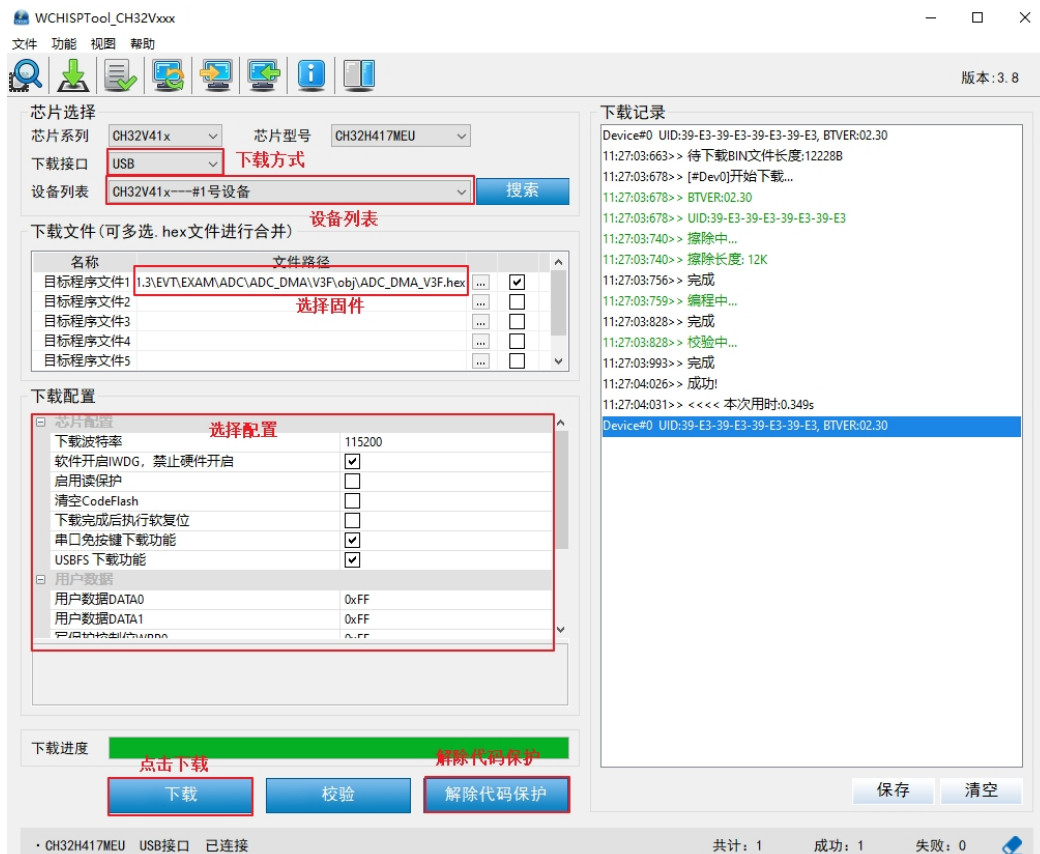 WCHISPTool_CH32Vxxx
文件 功能 视图 帮助
版本:3.8
芯片选择
芯片系列 CH32V41x 芯片型号 CH32H417MEU
下载接口 USB 下载方式
设备列表 CH32V41x---#1号设备 搜索
设备列表
下载文件(可多选.hex文件进行合并)
名称 文件路径
目标程序文件1 1.3\EVT\EXAM\ADC\ADC_DMA\V3F\obj\ADC_DMA_V3F.hex ...
选择固件
目标程序文件2 ...
目标程序文件3 ...
目标程序文件4 ...
目标程序文件5 ...
下载配置
芯片配置
选择配置
下载波特率 115200
软件开启IWDG，禁止硬件开启
启用读保护
清空CodeFlash
下载完成后执行软复位
串口免按键下载功能
USBFS 下载功能
用户数据
用户数据DATA0 0xFF
用户数据DATA1 0xFF
下载进度
点击下载 解除代码保护
下载 校验 解除代码保护
下载记录
Device#0 UID:39-E3-39-E3-39-E3-39-E3, BTVER:02.30
11:27:03:663>> 待下载BIN文件长度:12228B
11:27:03:678>> [#Dev0]开始下载...
11:27:03:678>> BTVER:02.30
11:27:03:678>> UID:39-E3-39-E3-39-E3-39-E3
11:27:03:740>> 擦除中...
11:27:03:740>> 擦除长度: 12K
11:27:03:756>> 完成
11:27:03:759>> 编程中...
11:27:03:828>> 完成
11:27:03:828>> 校验中...
11:27:03:993>> 完成
11:27:04:026>> 成功!
11:27:04:031>> <<<< 本次用时:0.349s
Device#0 UID:39-E3-39-E3-39-E3-39-E3, BTVER:02.30
保存 清空
·CH32H417MEU USB接口 已连接 共计: 1 成功: 1 失败: 0